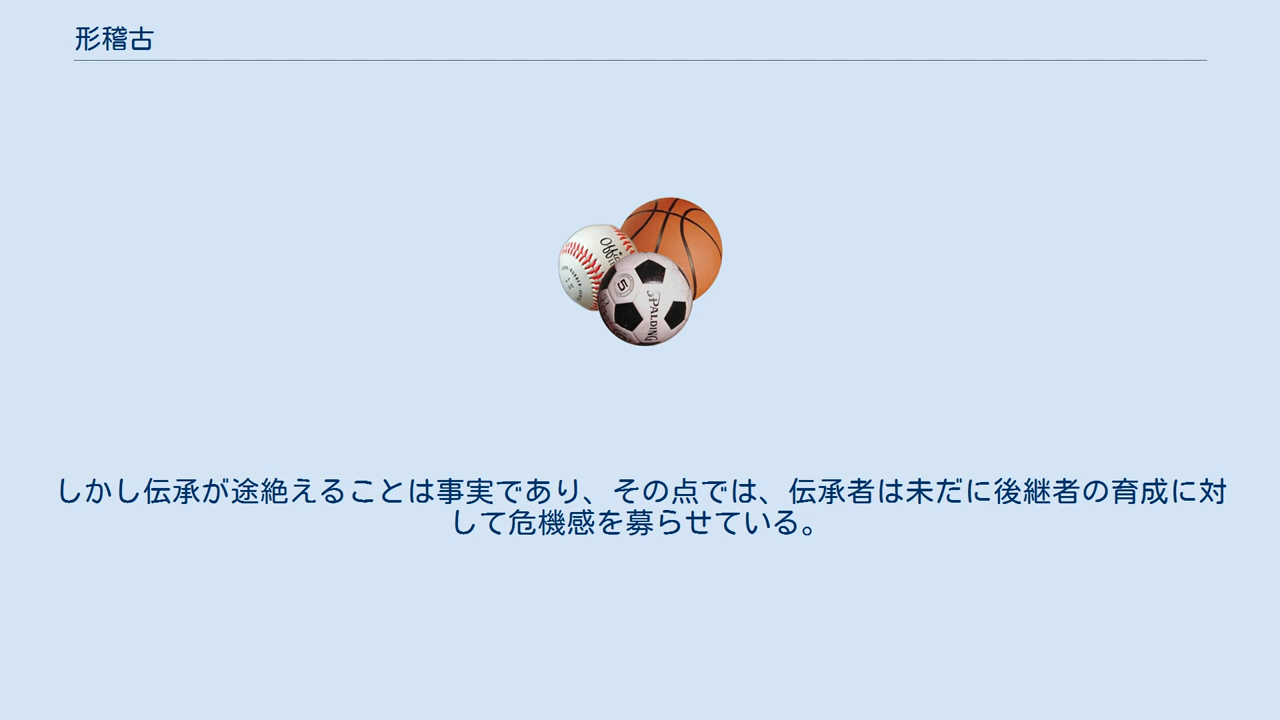 形稽古
5
SPALDING
しかし伝承が途絶えることは事実であり、その点では、伝承者は未だに後継者の育成に対
して危機感を募らせている。